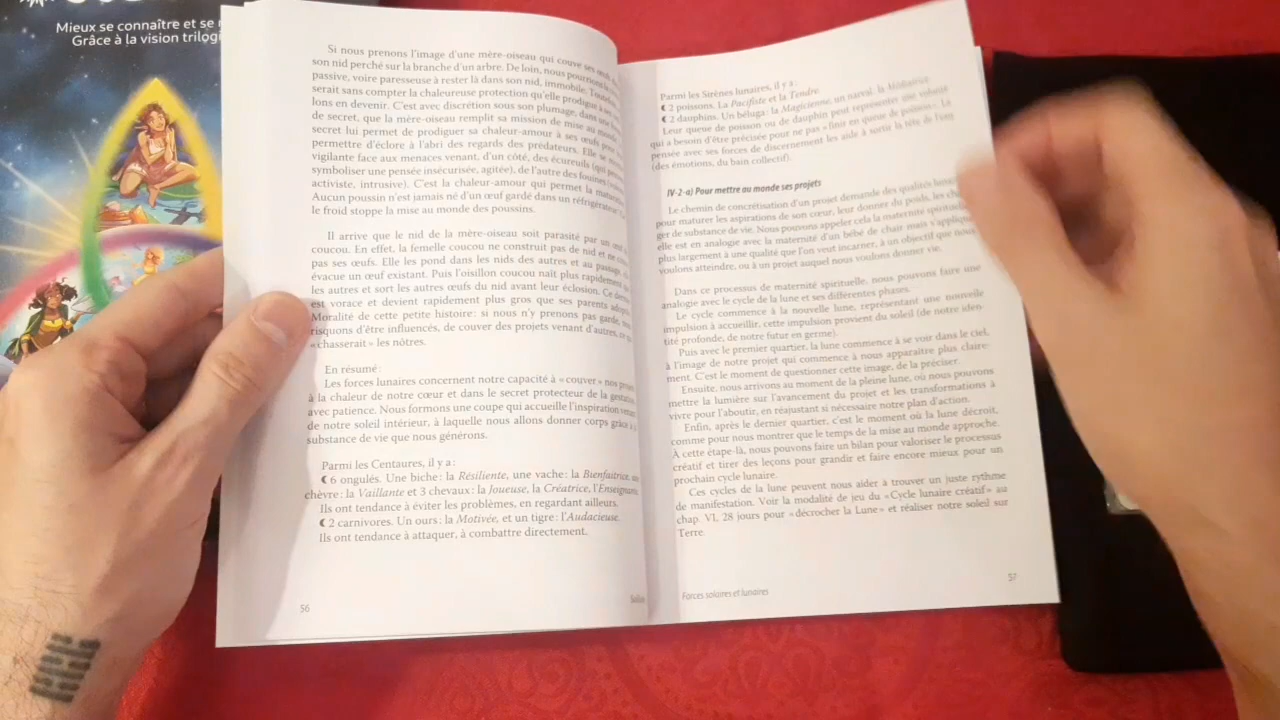 Mieux se connaître et se
Grâce à la vision trilogi
Si nous prenons l'image d'une mère-oiseau qui couve ses œufs
son nid perché sur la branche d'un arbre. De loin, nous pourrions la
passive, voire paresseuse à rester là dans son nid, immobile.
serait sans compter la chaleureuse protection qu'elle prodigue à ses
lons en devenir. C'est avec discrétion sous son plumage, dans une
de secret, que la mère-oiseau remplit sa mission de mise au monde
secret lui permet de prodiguer sa chaleur-amour à ses œufs pour
permettre d'éclore à l'abri des regards des prédateurs. Elle se
vigilante face aux menaces venant, d'un côté, des écureuils (qui
symboliser une pensée insécurisée, agitée), de l'autre des fouines
activiste, intrusive). C'est la chaleur-amour qui permet la
Aucun poussin n'est jamais né d'un œuf gardé dans un réfrigérateur
le froid stoppe la mise au monde des poussins.
Il arrive que le nid de la mère-oiseau soit parasité par un
coucou. En effet, la femelle coucou ne construit pas de nid et ne
pas ses œufs. Elle les pond dans les nids des autres et au passage,
évacue un œuf existant. Puis l'oisillon coucou naît plus rapidement
les autres et sort les autres œufs du nid avant leur éclosion. Ce
est vorace et devient rapidement plus gros que ses parents
Moralité de cette petite histoire : si nous n'y prenons pas garde,
risquons d'être influencés, de couver des projets venant d'autres, ce
« chasserait » les nôtres.
En résumé :
Les forces lunaires concernent notre capacité à « couver » nos
à la chaleur de notre cœur et dans le secret protecteur de la
avec patience. Nous formons une coupe qui accueille l'inspiration
de notre soleil intérieur, à laquelle nous allons donner corps grâce à
substance de vie que nous générons.
Parmi les Centaures, il y a :
☾ 6 ongulés. Une biche : la Résiliente, une vache : la Bienfaitrice,
chèvre : la Vaillante et 3 chevaux : la Joueuse, la Créatrice, l'Enseignante
Ils ont tendance à éviter les problèmes, en regardant ailleurs.
☾ 2 carnivores. Un ours : la Motivée, et un tigre : l'Audacieuse.
Ils ont tendance à attaquer, à combattre directement.
56
Parmi les Sirènes lunaires, il y a :
☾ 2 poissons. La Pacifiste et la Tendre.
☾ 2 dauphins. Un béluga : la Magicienne, un narval : la Médiatrice.
Leur queue de poisson ou de dauphin peut représenter une volonté
qui a besoin d'être précisée pour ne pas « finir en queue de poisson ». La
pensée avec ses forces de discernement les aide à sortir la tête de l'eau
(des émotions, du bain collectif).
IV-2-a) Pour mettre au monde ses projets
Le chemin de concrétisation d'un projet demande des qualités
pour maturer les aspirations de son cœur, leur donner du poids, les
ger de substance de vie. Nous pouvons appeler cela la maternité spirituelle
elle est en analogie avec la maternité d'un bébé de chair mais s'applique
plus largement à une qualité que l'on veut incarner, à un objectif que nous
voulons atteindre, ou à un projet auquel nous voulons donner vie.
Dans ce processus de maternité spirituelle, nous pouvons faire une
analogie avec le cycle de la lune et ses différentes phases.
Le cycle commence à la nouvelle lune, représentant une nouvelle
impulsion à accueillir, cette impulsion provient du soleil (de notre iden-
tité profonde, de notre futur en germe).
Puis avec le premier quartier, la lune commence à se voir dans le ciel,
à l'image de notre projet qui commence à nous apparaître plus claire-
ment. C'est le moment de questionner cette image, de la préciser.
Ensuite, nous arrivons au moment de la pleine lune, où nous pouvons
mettre la lumière sur l'avancement du projet et les transformations à
vivre pour l'aboutir, en réajustant si nécessaire notre plan d'action.
Enfin, après le dernier quartier, c'est le moment où la lune décroit,
comme pour nous montrer que le temps de la mise au monde approche.
À cette étape-là, nous pouvons faire un bilan pour valoriser le processus
créatif et tirer des leçons pour grandir et faire encore mieux pour un
prochain cycle lunaire.
Ces cycles de la lune peuvent nous aider à trouver un juste rythme
de manifestation. Voir la modalité de jeu du « Cycle lunaire créatif » au
chap. VI, 28 jours pour « décrocher la Lune » et réaliser notre soleil sur
Terre.
Forces solaires et lunaires
57